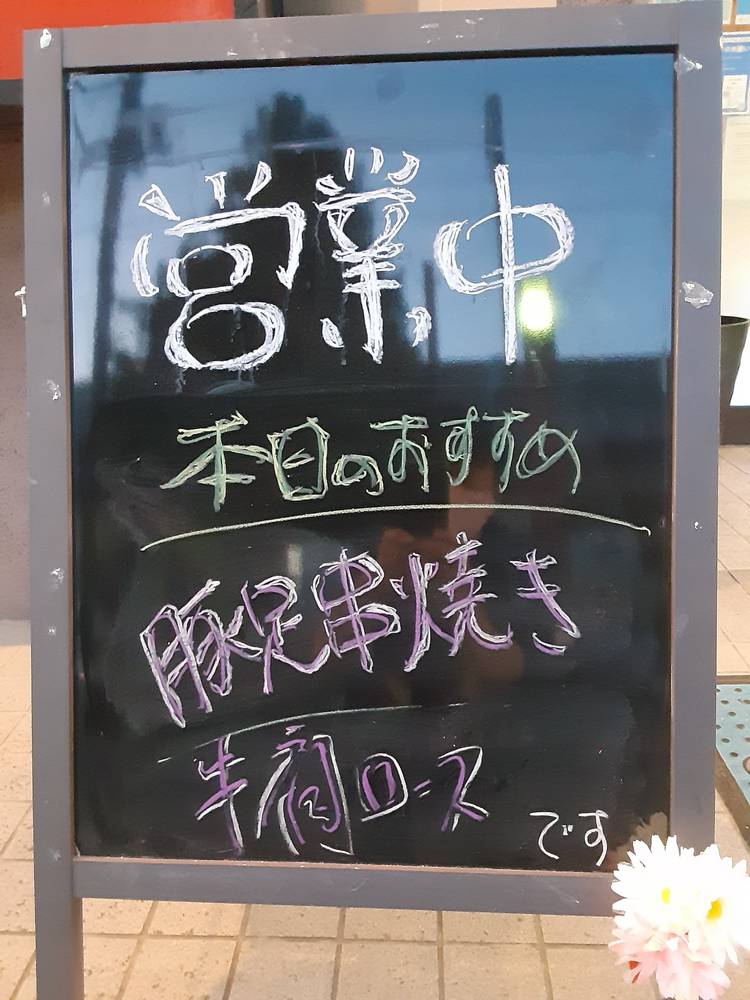 営業中
本日のおすすめ
豚足串焼き
牛肩ロース
です